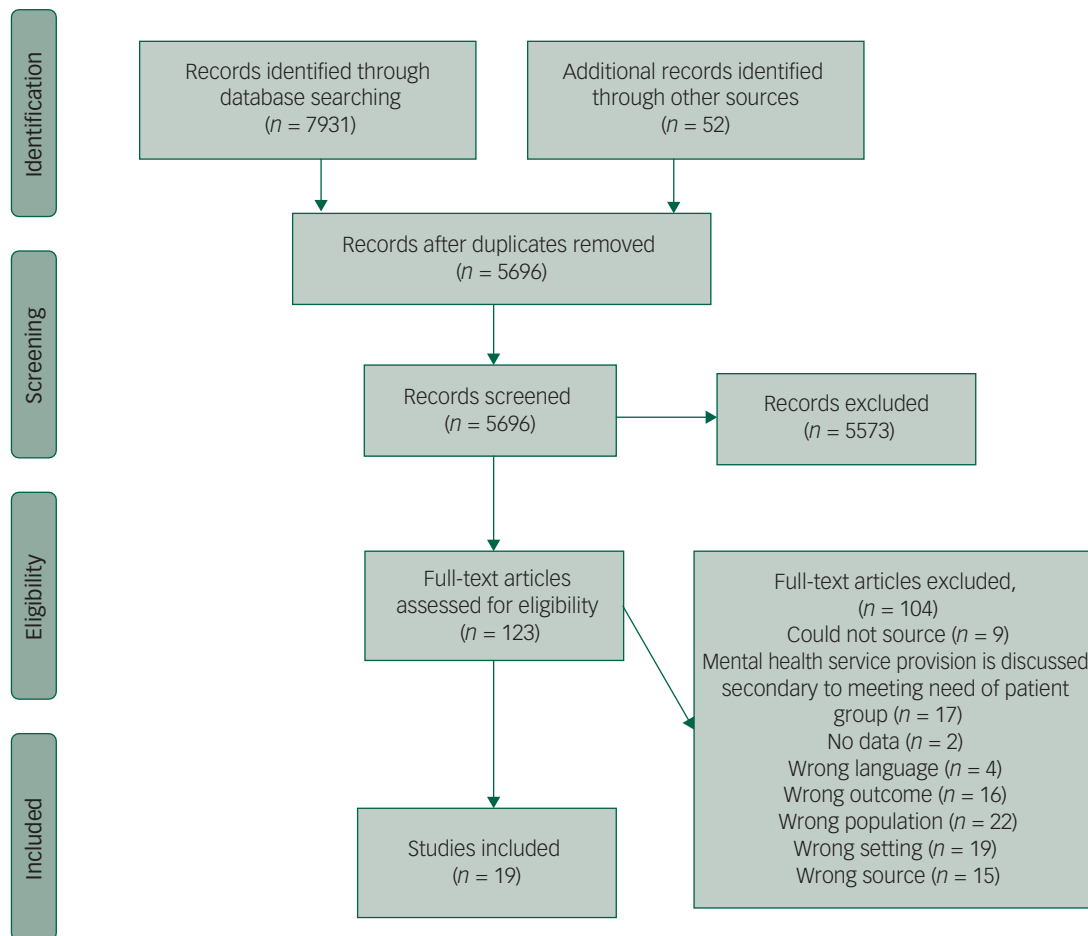 Identification
Records identified through
database searching
(n = 7931)
Additional records identified
through other sources
(n = 52)
Records after duplicates removed
(n = 5696)
Screening
Records screened
(n = 5696)
Records excluded
(n = 5573)
Eligibility
Full-text articles
assessed for eligibility
(n = 123)
Full-text articles excluded,
(n = 104)
Could not source (n = 9)
Mental health service provision is discussed
secondary to meeting need of patient
group (n = 17)
No data (n = 2)
Wrong language (n = 4)
Wrong outcome (n = 16)
Wrong population (n = 22)
Wrong setting (n = 19)
Wrong source (n = 15)
Included
Studies included
(n = 19)